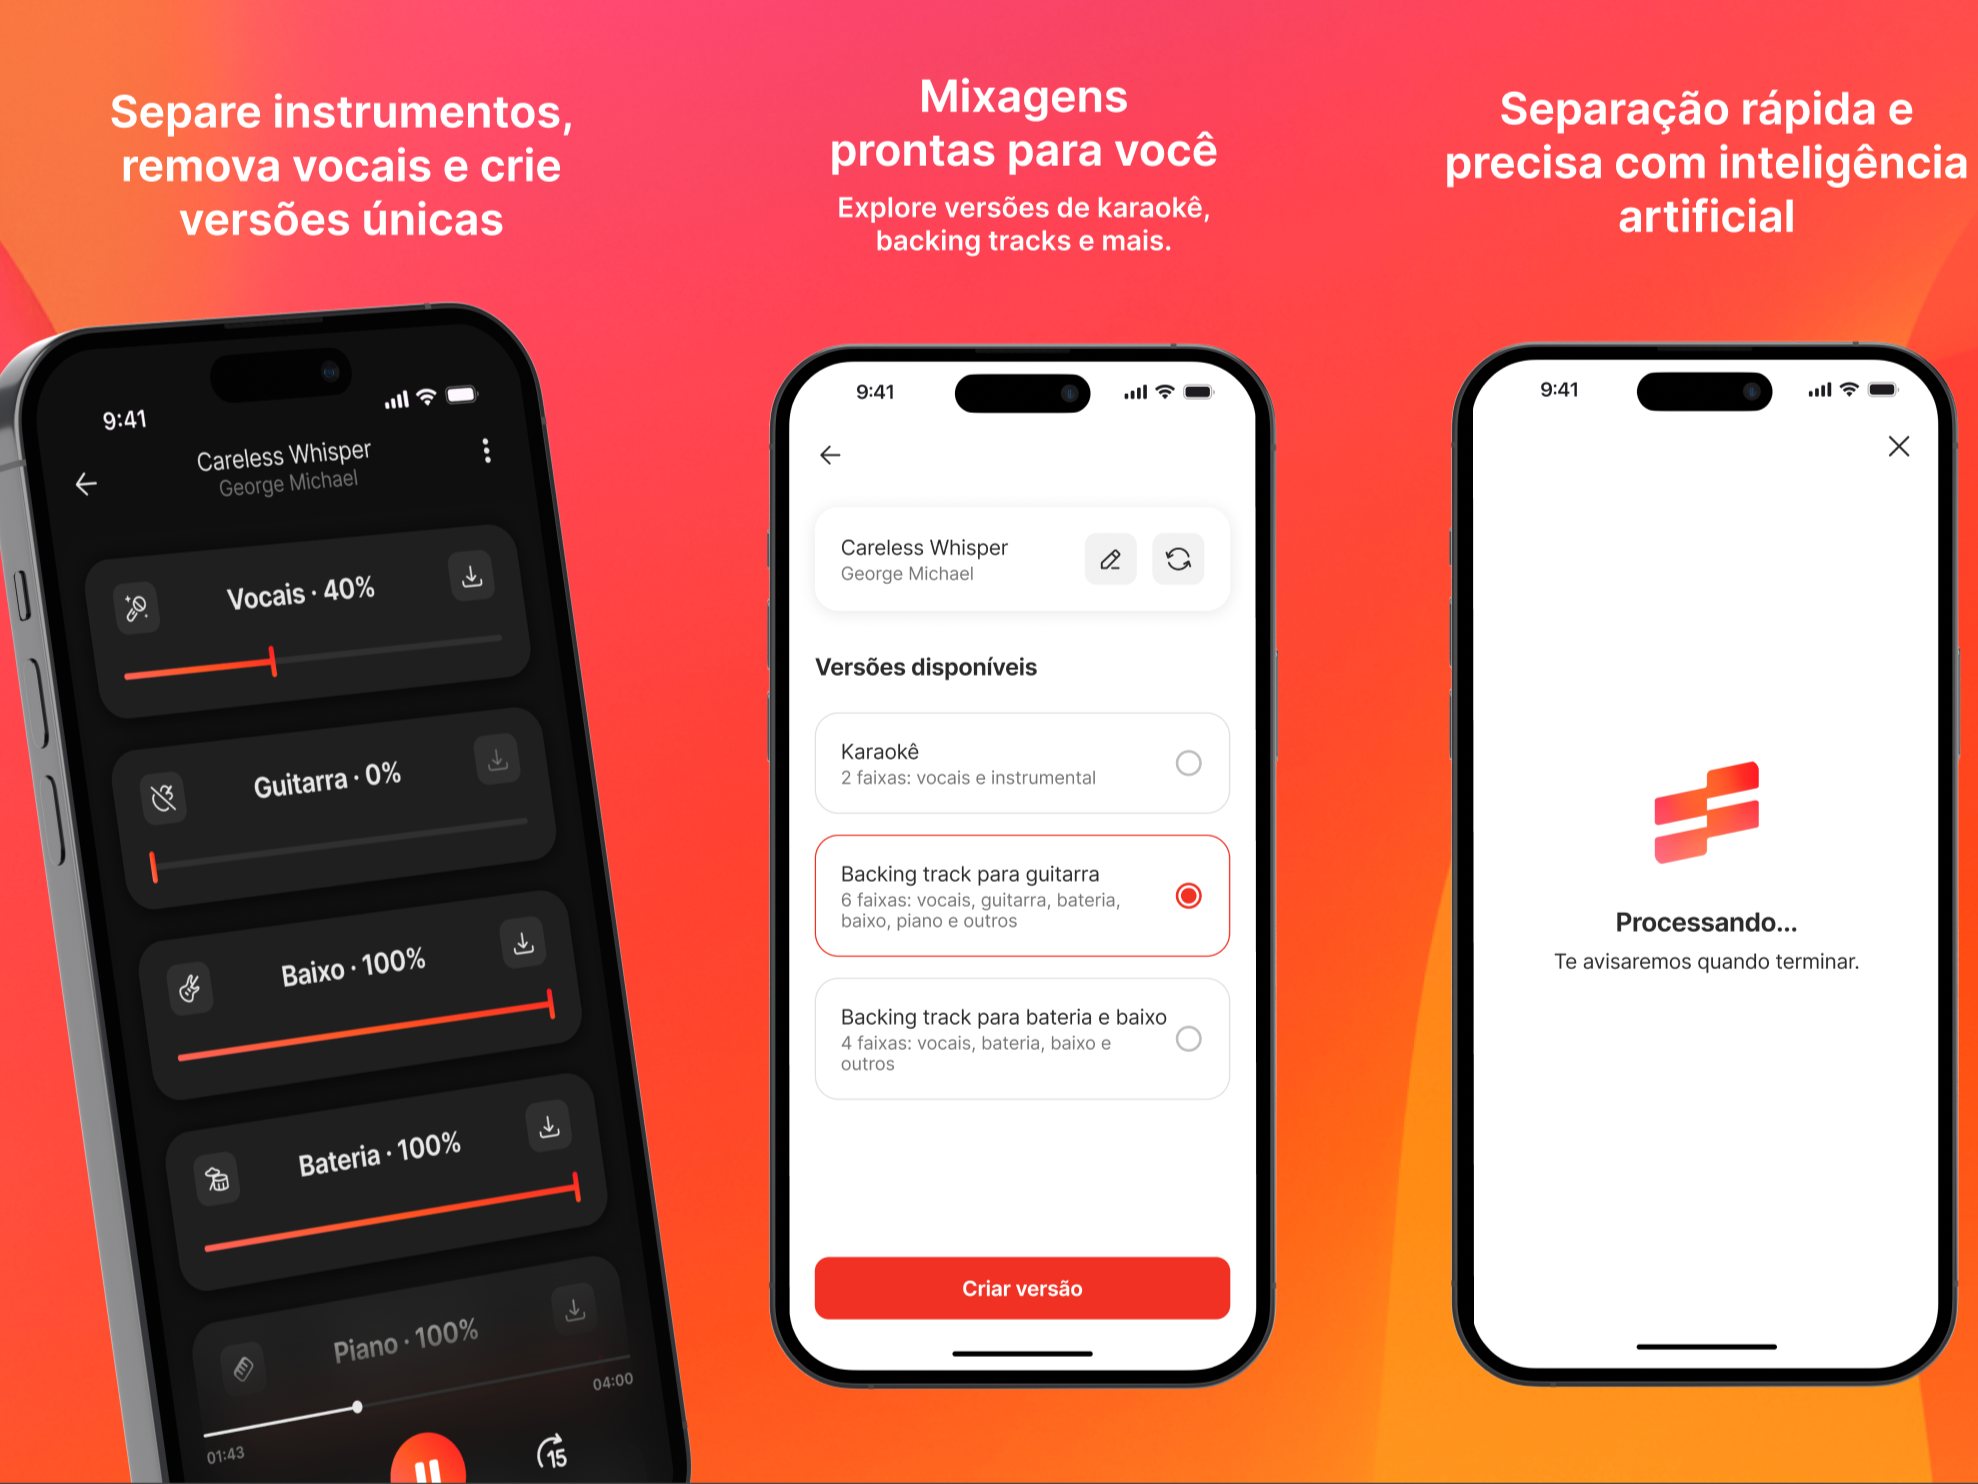 Separe instrumentos,
remova vocais e crie
versões únicas
9:41
Careless Whisper
George Michael
Vocais · 40%
Guitarra · 0%
Baixo · 100%
Bateria · 100%
Piano · 100%
01:43
04:00
15
Mixagens
prontas para você
Explore versões de karaokê,
backing tracks e mais.
9:41
Careless Whisper
George Michael
Versões disponíveis
Karaokê
2 faixas: vocais e instrumental
Backing track para guitarra
6 faixas: vocais, guitarra, bateria,
baixo, piano e outros
Backing track para bateria e baixo
4 faixas: vocais, bateria, baixo e
outros
Criar versão
Separação rápida e
precisa com inteligência
artificial
9:41
Processando...
Te avisaremos quando terminar.